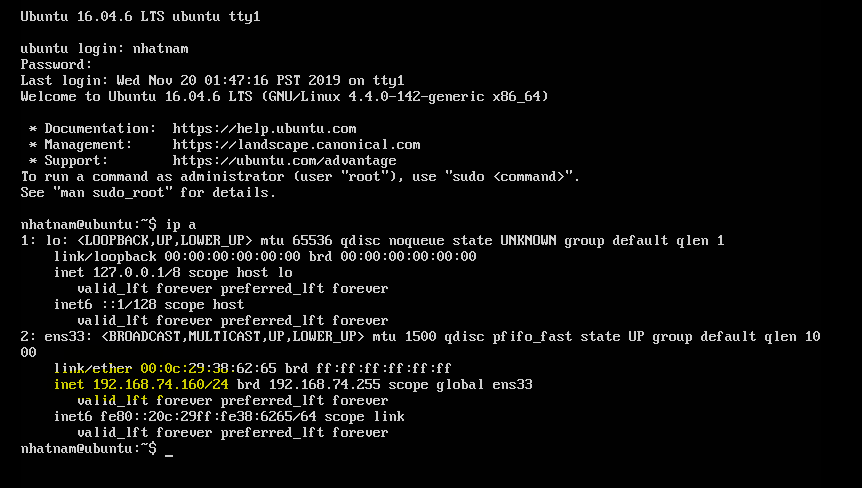 Ubuntu 16.04.6 LTS ubuntu tty1
ubuntu login: nhatnam
Password:
Last login: Wed Nov 20 01:47:16 PST 2019 on tty1
Welcome to Ubuntu 16.04.6 LTS (GNU/Linux 4.4.0-142-generic x86_64)
* Documentation:  https://help.ubuntu.com
* Management:     https://landscape.canonical.com
* Support:        https://ubuntu.com/advantage
To run a command as administrator (user "root"), use "sudo <command>".
See "man sudo_root" for details.
nhatnam@ubuntu:~$ ip a
1: lo: <LOOPBACK,UP,LOWER_UP> mtu 65536 qdisc noqueue state UNKNOWN group default qlen 1
link/loopback 00:00:00:00:00:00 brd 00:00:00:00:00:00
inet 127.0.0.1/8 scope host lo
valid_lft forever preferred_lft forever
inet6 ::1/128 scope host
valid_lft forever preferred_lft forever
2: ens33: <BROADCAST,MULTICAST,UP,LOWER_UP> mtu 1500 qdisc pfifo_fast state UP group default qlen 10
00
link/ether 00:0c:29:38:62:65 brd ff:ff:ff:ff:ff:ff
inet 192.168.74.160/24 brd 192.168.74.255 scope global ens33
valid_lft forever preferred_lft forever
inet6 fe80::20c:29ff:fe38:6265/64 scope link
valid_lft forever preferred_lft forever
nhatnam@ubuntu:~$ _